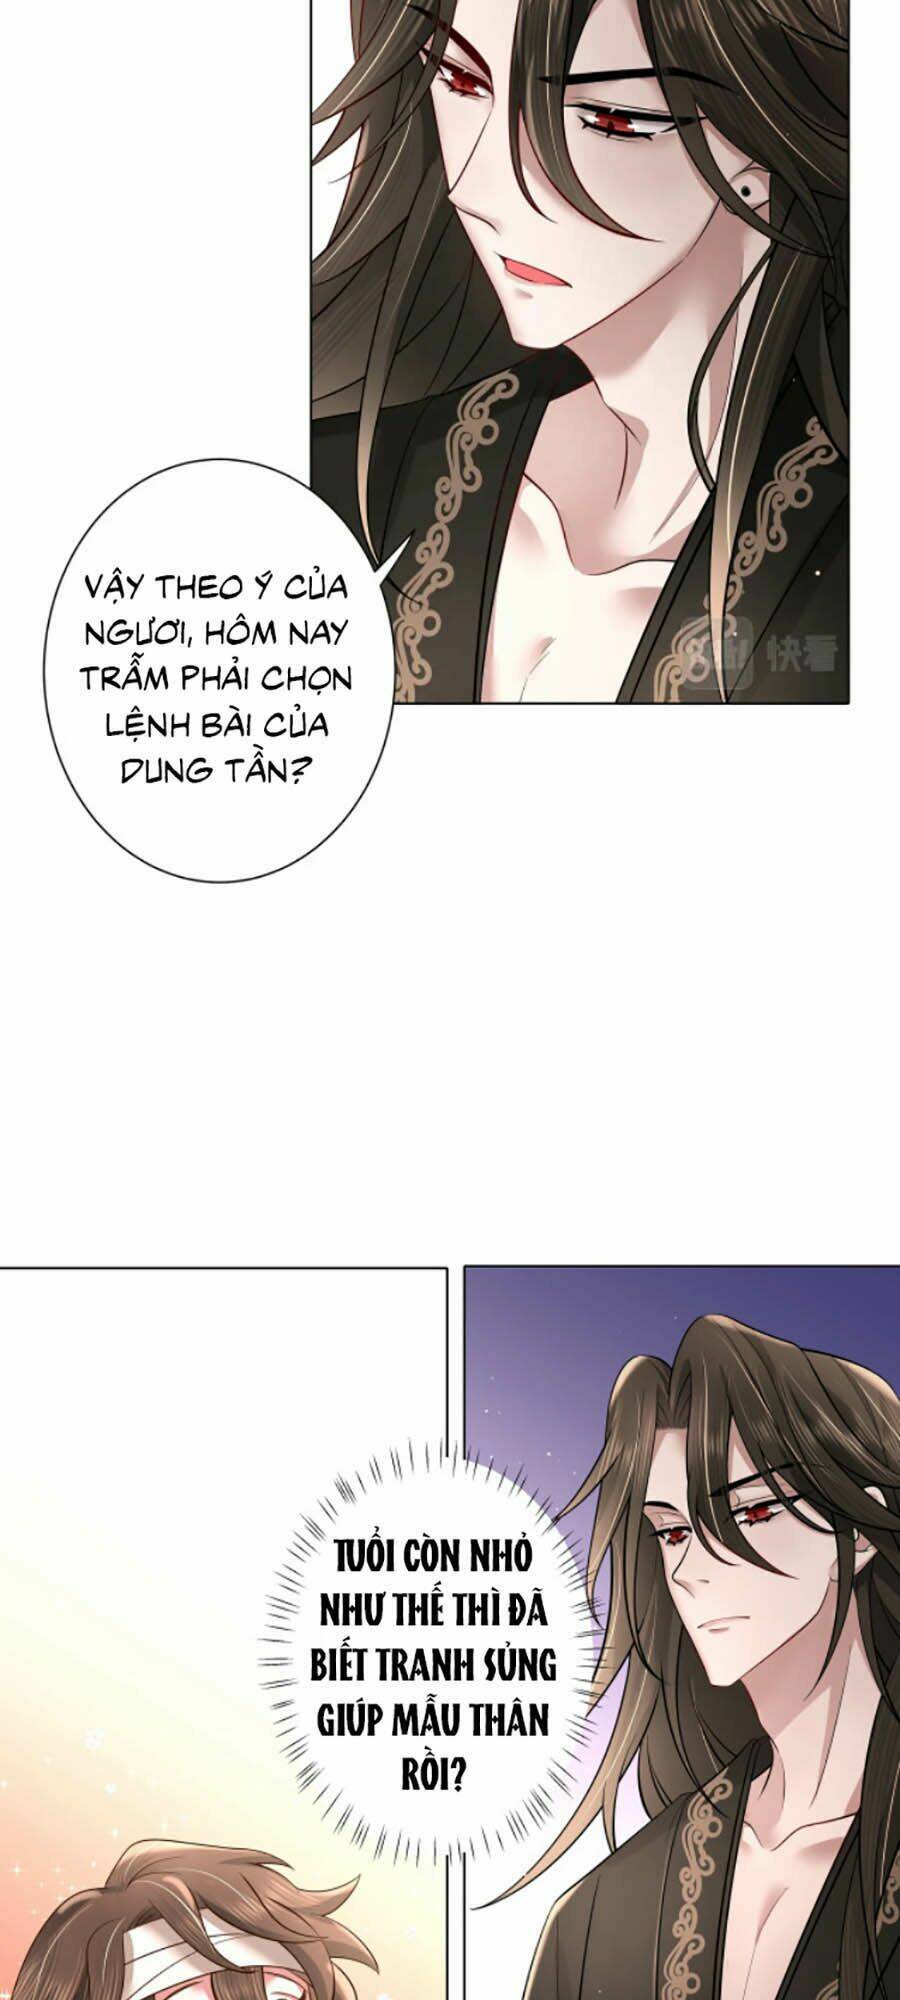 VẬY THEO Ý CỦA
NGƯƠI, HÔM NAY
TRẪM PHẢI CHỌN
LỆNH BÀI CỦA
DUNG TẦN?
快看
TUỔI CÒN NHỎ
NHƯ THẾ THÌ ĐÃ
BIẾT TRANH SỦNG
GIÚP MẪU THÂN
RỒI?